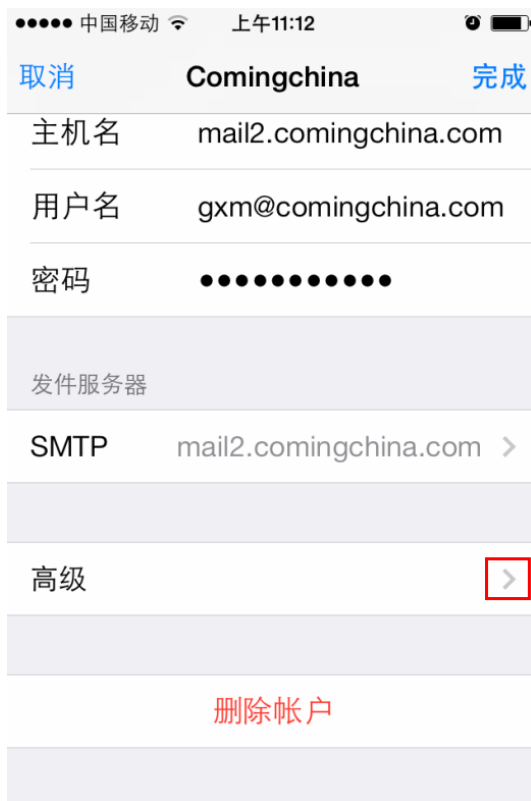 中国移动 上午11:12
取消 Comingchina 完成
主机名 mail2.comingchina.com
用户名 gxm@comingchina.com
密码 ●●●●●●●●●●●
发件服务器
SMTP mail2.comingchina.com
高级
删除帐户